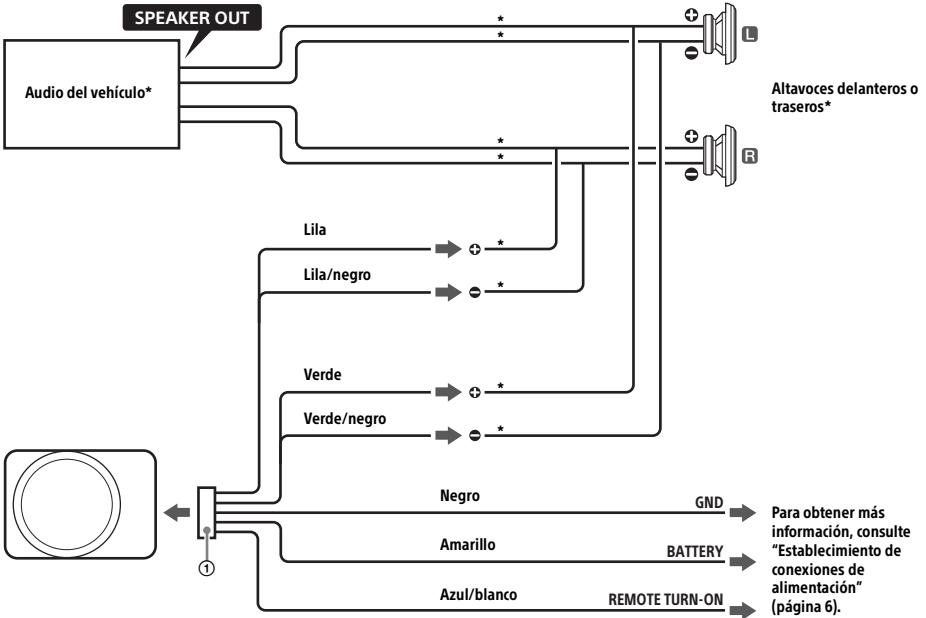 SPEAKER OUT
*
*
L
Audio del vehículo*
Altavoces delanteros o
traseros*
*
*
R
Lila
*
Lila/negro
*
Verde
*
Verde/negro
*
Negro
GND
Amarillo
BATTERY
Azul/blanco
REMOTE TURN-ON
Para obtener más
información, consulte
“Establecimiento de
conexiones de
alimentación”
(página 6).
①